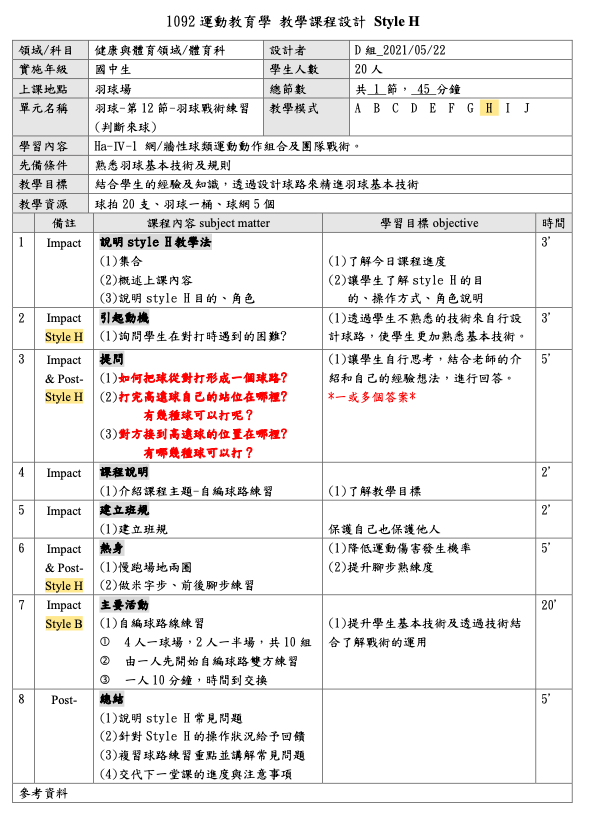 1092 運動教育學 教學課程設計 Style H
領域/科目 健康與體育領域/體育科 設計者 D 組_2021/05/22
實施年級 國中生 學生人數 20 人
上課地點 羽球場 總節數 共 1 節， 45 分鐘
單元名稱 羽球-第 12 節-羽球戰術練習 教學模式 A B C D E F G H I J
(判斷來球)
學習內容 Ha-IV-1 網/牆性球類運動動作組合及團隊戰術。
先備條件 熟悉羽球基本技術及規則
教學目標 結合學生的經驗及知識，透過設計球路來精進羽球基本技術
教學資源 球拍 20 支、羽球一桶、球網 5 個
備註 課程內容 subject matter 學習目標 objective 時間
1 Impact 說明 style H 教學法 3’
(1)集合 (1)了解今日課程進度
(2)概述上課內容 (2)讓學生了解 style H 的目
(3)說明 style H 目的、角色 的、操作方式、角色說明
2 Impact 引起動機 (1)透過學生不熟悉的技術來自行設 3’
Style H (1)詢問學生在對打時遇到的困難? 計球路，使學生更加熟悉基本技術。
3 Impact 提問 (1)讓學生自行思考，結合老師的介 5’
& Post- (1)如何把球從對打形成一個球路? 紹和自己的經驗想法，進行回答。
Style H (2)打完高遠球自己的站位在哪裡? *一或多個答案*
有幾種球可以打呢？
(3)對方接到高遠球的位置在哪裡?
有哪幾種球可以打？
4 Impact 課程說明 2’
(1)介紹課程主題-自編球路練習 (1)了解教學目標
5 Impact 建立班規 2’
(1)建立班規 保護自己也保護他人
6 Impact 熱身 (1)降低運動傷害發生機率 5’
& Post- (1)慢跑場地兩圈 (2)提升腳步熟練度
Style H (2)做米字步、前後腳步練習
7 Impact 主要活動 20’
Style B (1)自編球路線練習 (1)提升學生基本技術及透過技術結
① 4 人一球場，2 人一半場，共 10 組 合了解戰術的運用
② 由一人先開始自編球路雙方練習
③ 一人 10 分鐘，時間到交換
8 Post- 總結 5’
(1)說明 style H 常見問題
(2)針對 Style H 的操作狀況給予回饋
(3)複習球路練習重點並講解常見問題
(4)交代下一堂課的進度與注意事項
參考資料